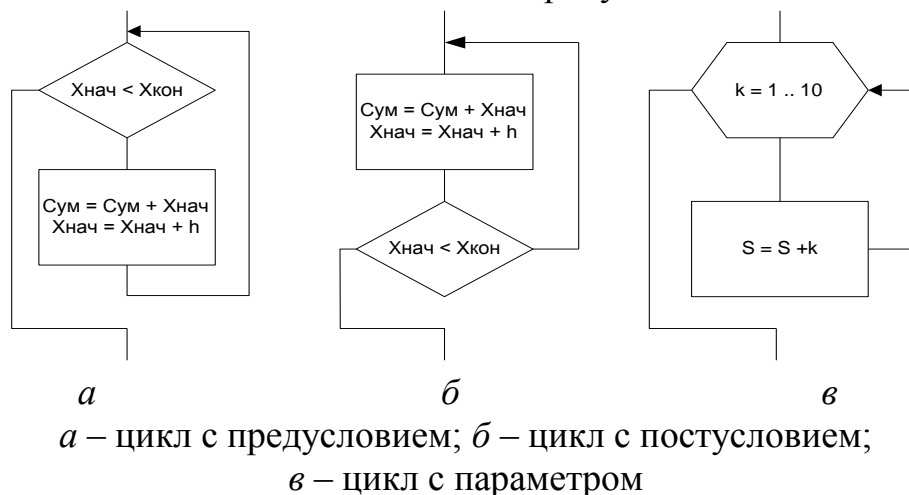 Хнач < Хкон
Сум = Сум + Хнач
Хнач = Хнач + h
Сум = Сум + Хнач
Хнач = Хнач + h
Хнач < Хкон
k = 1 .. 10
S = S +k
а б в
а – цикл с предусловием; б – цикл с постусловием;
в – цикл с параметром